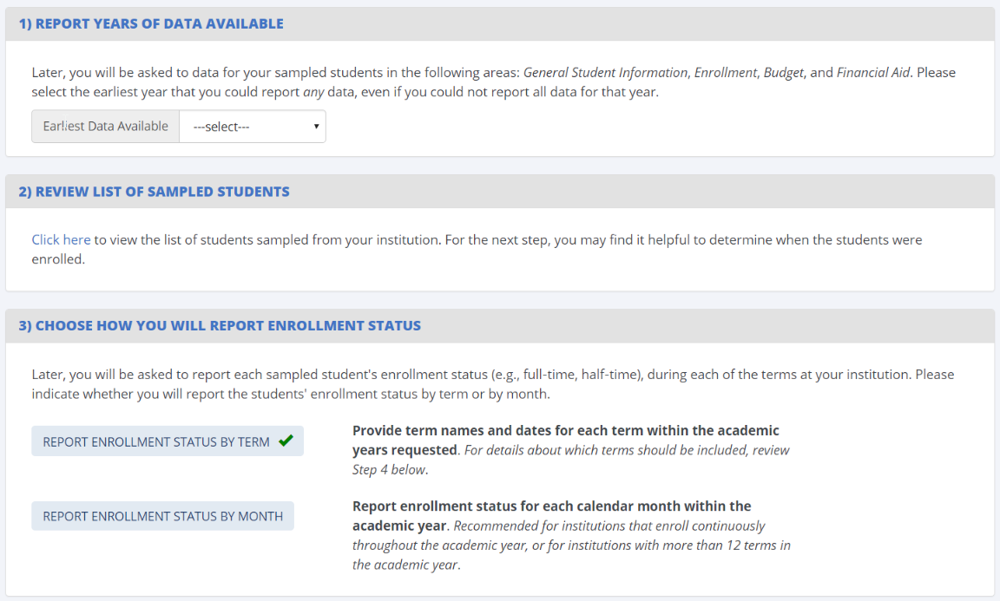 1) REPORT YEARS OF DATA AVAILABLE
Later, you will be asked to data for your sampled students in the following areas: General Student Information, Enrollment, Budget, and Financial Aid. Please
select the earliest year that you could report any data, even if you could not report all data for that year.
Earliest Data Available ---select---
2) REVIEW LIST OF SAMPLED STUDENTS
Click here to view the list of students sampled from your institution. For the next step, you may find it helpful to determine when the students were
enrolled.
3) CHOOSE HOW YOU WILL REPORT ENROLLMENT STATUS
Later, you will be asked to report each sampled student's enrollment status (e.g., full-time, half-time), during each of the terms at your institution. Please
indicate whether you will report the students' enrollment status by term or by month.
REPORT ENROLLMENT STATUS BY TERM
Provide term names and dates for each term within the academic
years requested. For details about which terms should be included, review
Step 4 below.
REPORT ENROLLMENT STATUS BY MONTH
Report enrollment status for each calendar month within the
academic year. Recommended for institutions that enroll continuously
throughout the academic year, or for institutions with more than 12 terms in
the academic year.